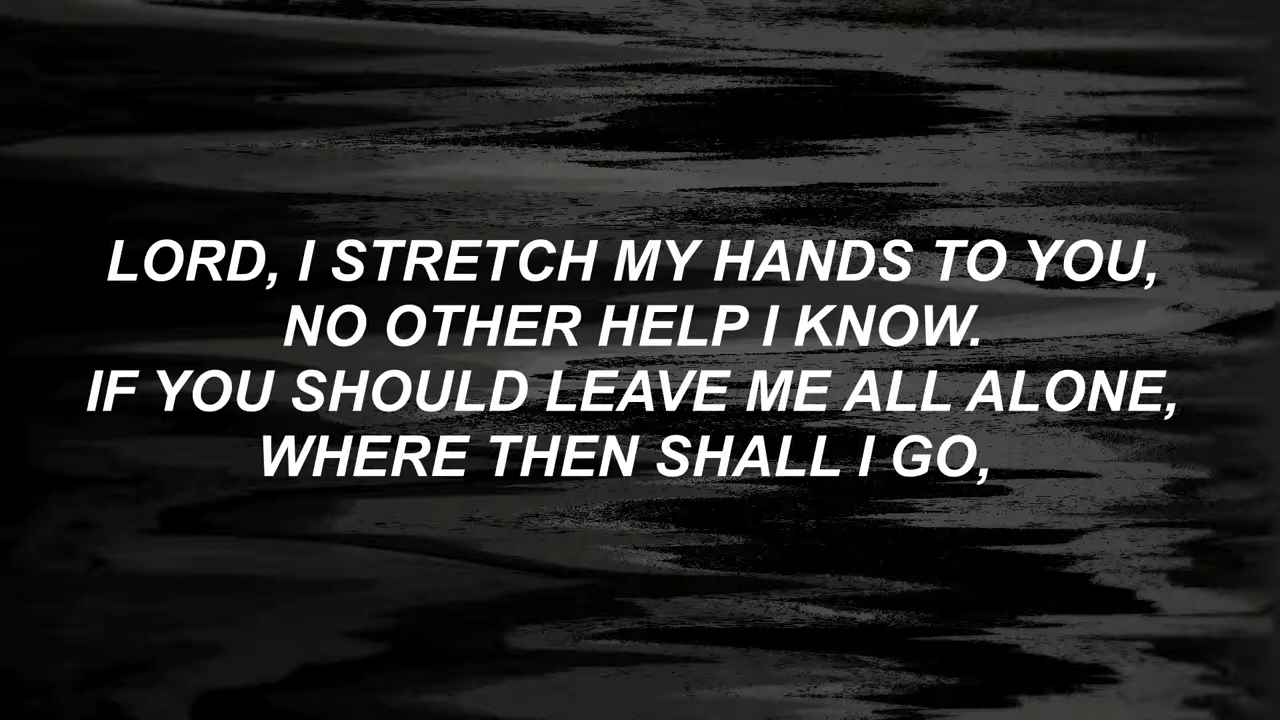 LORD, I STRETCH MY HANDS TO YOU,
NO OTHER HELP I KNOW.
IF YOU SHOULD LEAVE ME ALL ALONE,
WHERE THEN SHALL I GO,